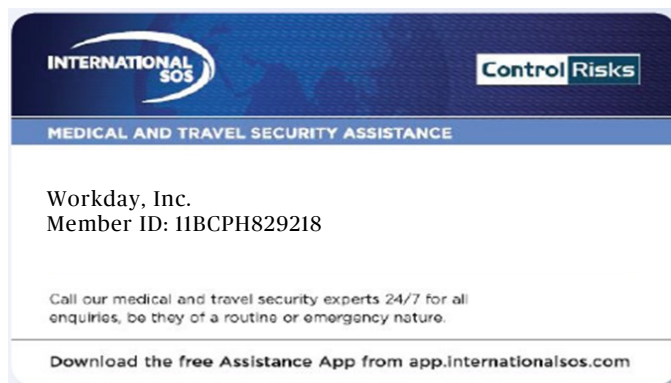 INTERNATIONAL
SOS
Control Risks
MEDICAL AND TRAVEL SECURITY ASSISTANCE
Workday, Inc.
Member ID: 11BCPH829218
Call our medical and travel security experts 24/7 for all
enquiries, be they of a routine or emergency nature.
Download the free Assistance App from app.internationalsos.com